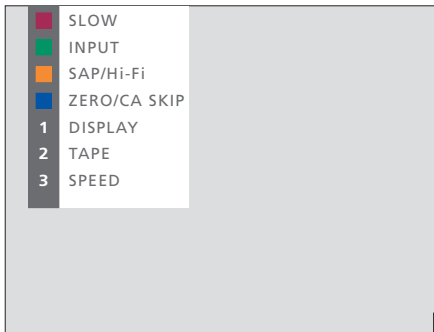 SLOW
INPUT
SAP/Hi-Fi
ZERO/CA SKIP
1 DISPLAY
2 TAPE
3 SPEED